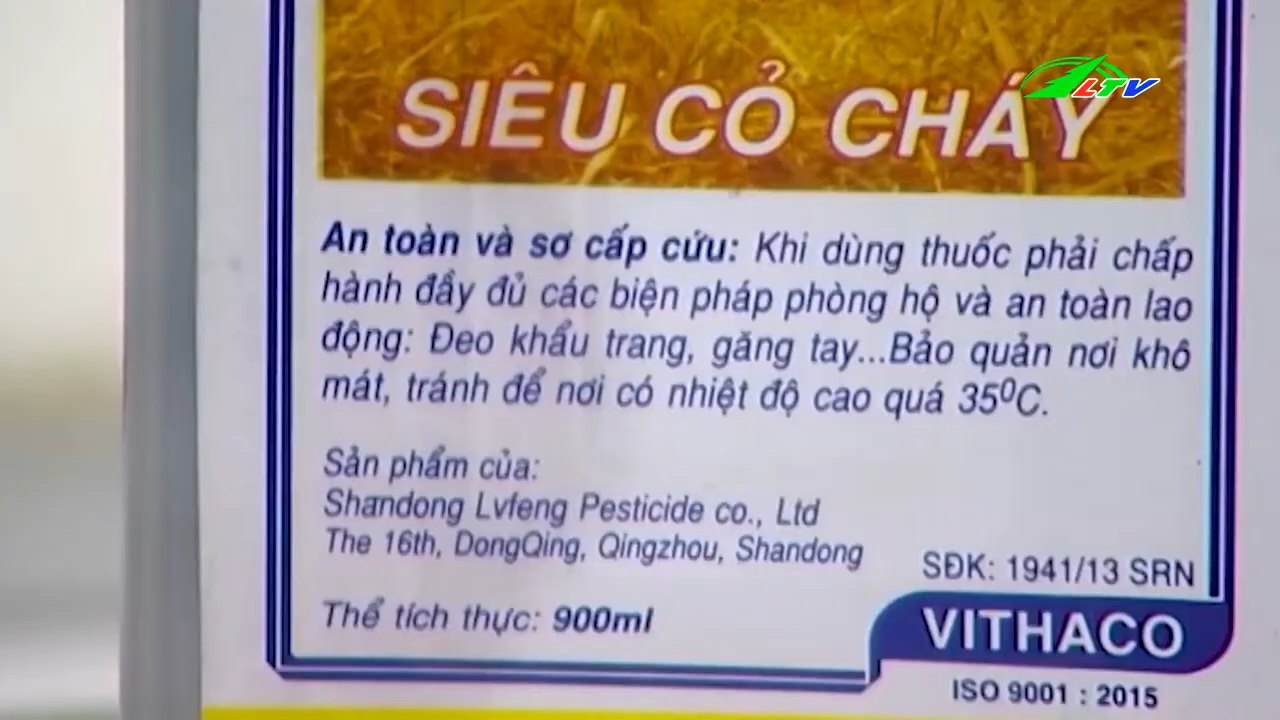 LTV
SIÊU CỎ CHÁY
An toàn và sơ cấp cứu: Khi dùng thuốc phải chấp
hành đầy đủ các biện pháp phòng hộ và an toàn lao
động: Đeo khẩu trang, găng tay...Bảo quản nơi khô
mát, tránh để nơi có nhiệt độ cao quá 35⁰C.
Sản phẩm của:
Shandong Lvfeng Pesticide co., Ltd
The 16th, DongQing, Qingzhou, Shandong
SĐK: 1941/13 SRN
Thể tích thực: 900ml
VITHACO
ISO 9001 : 2015